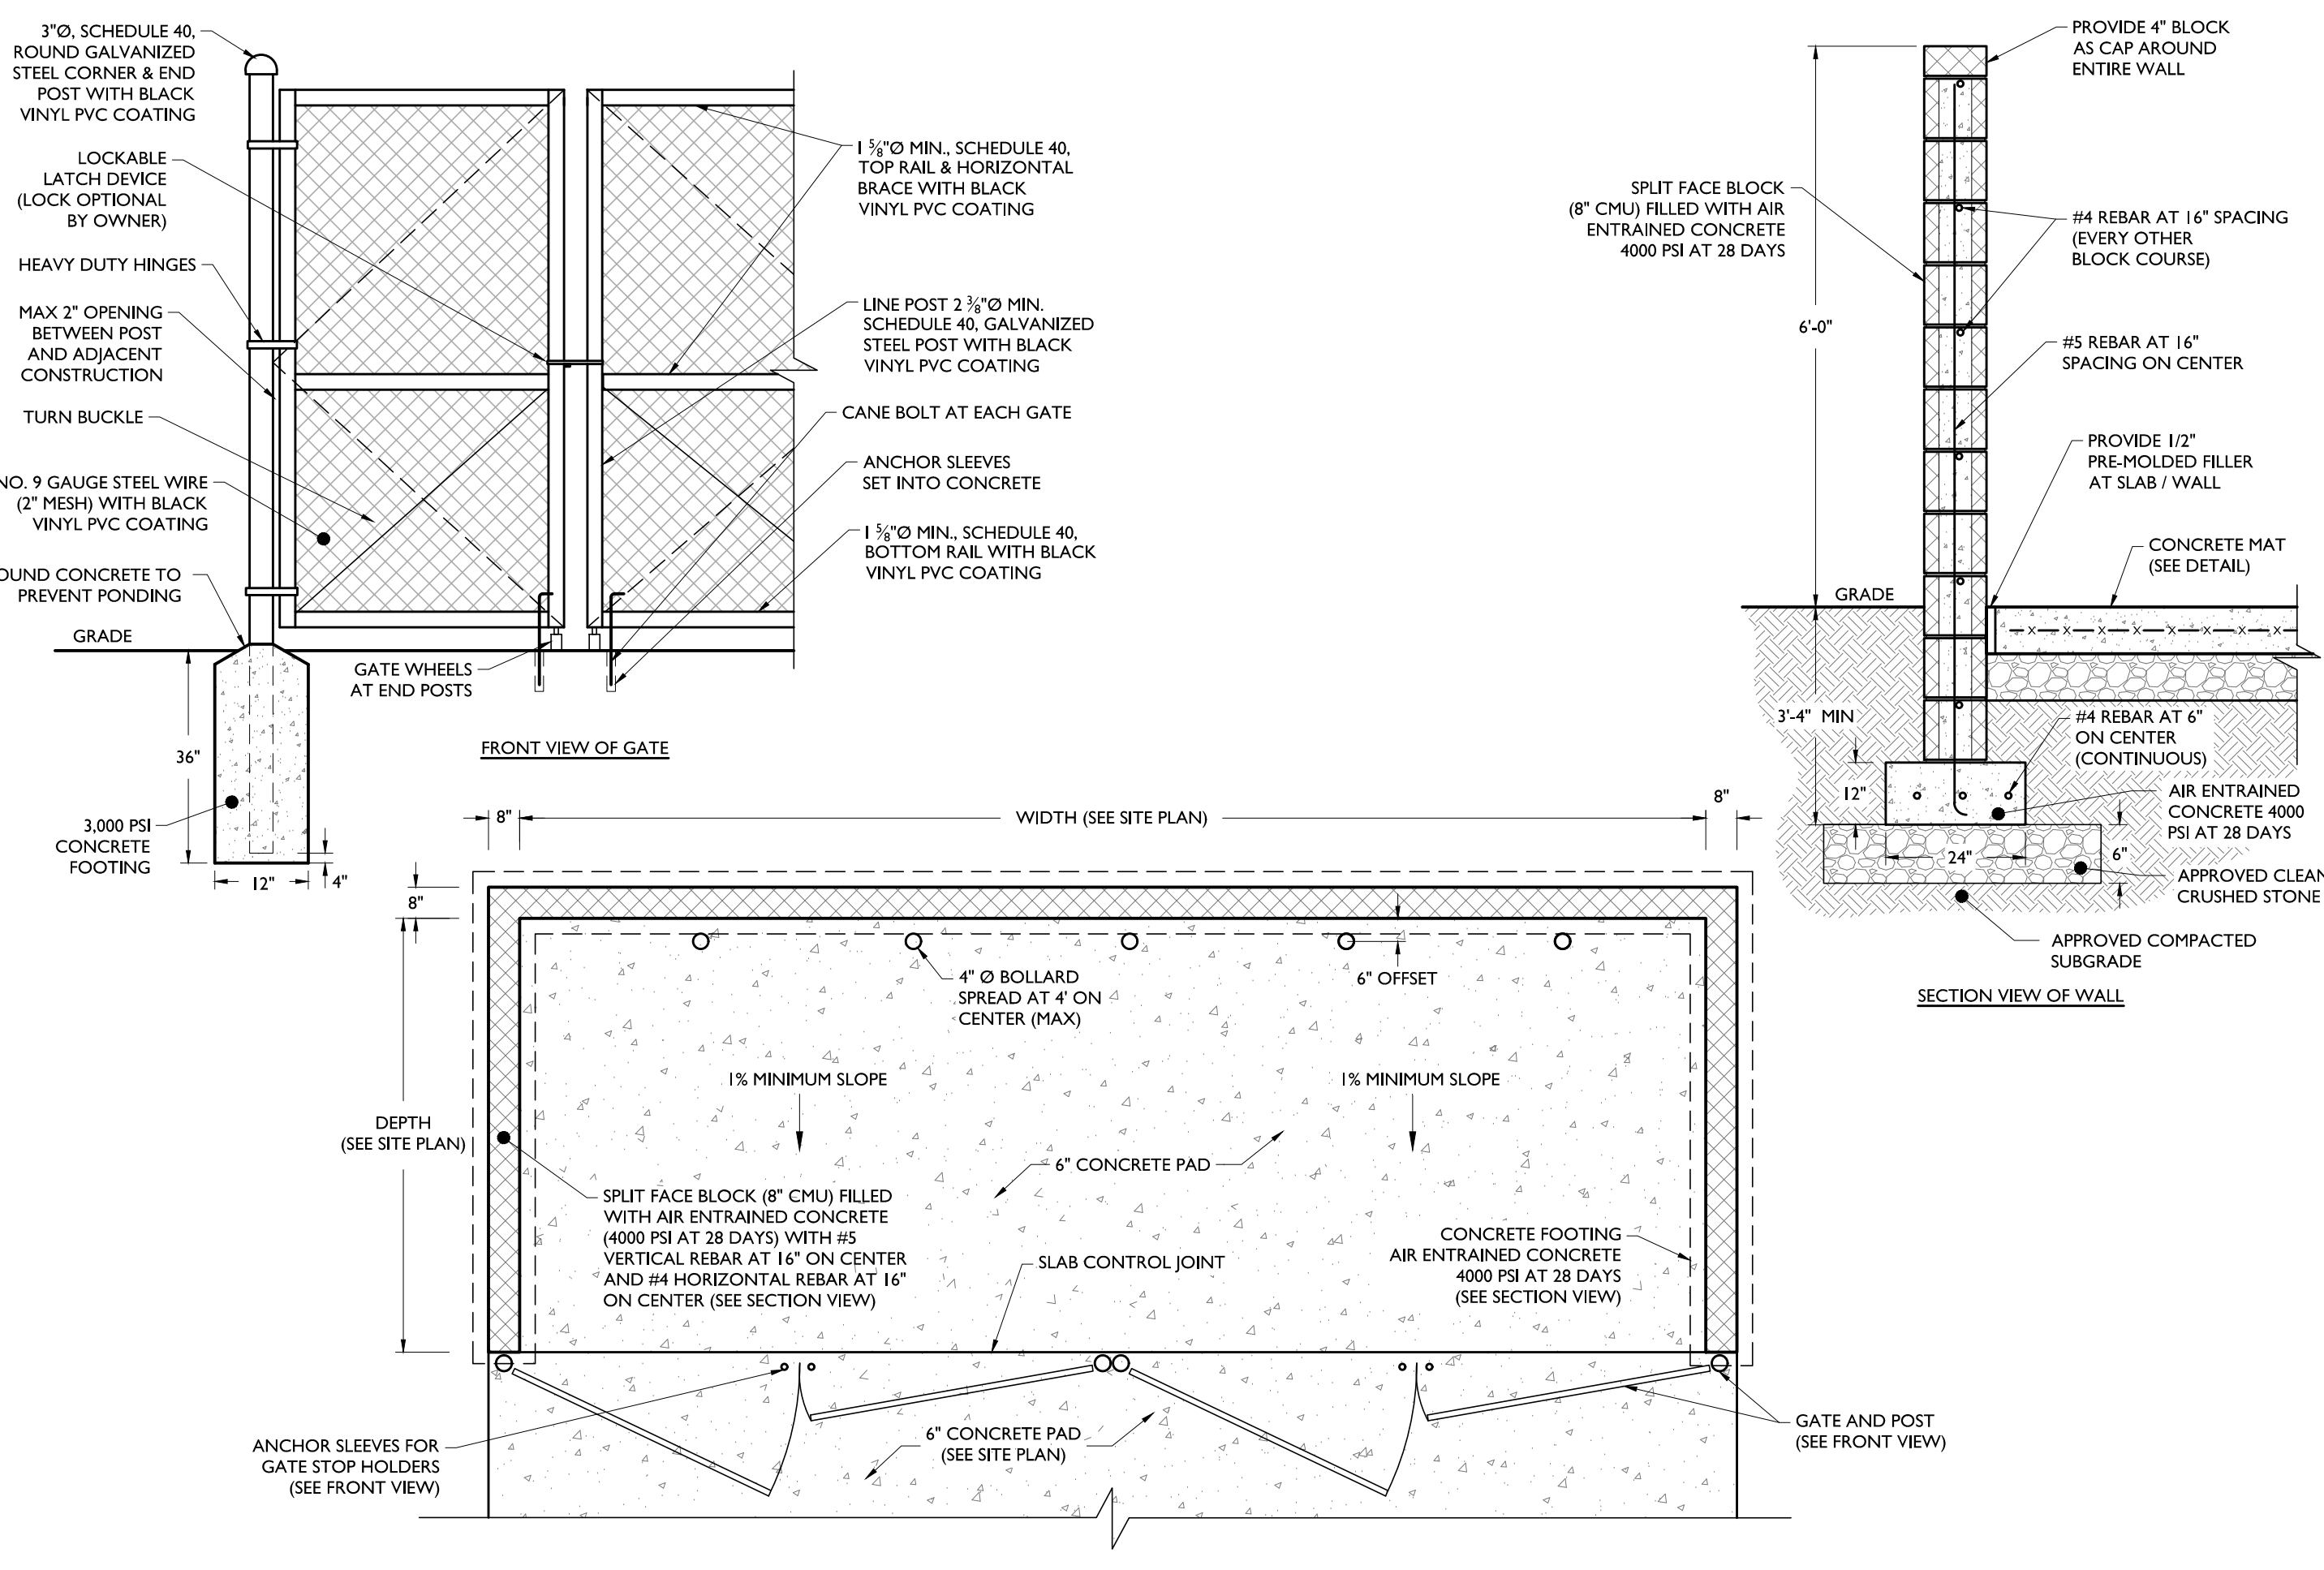 3"Ø, SCHEDULE 40,
ROUND GALVANIZED
STEEL CORNER & END
POST WITH BLACK
VINYL PVC COATING
LOCKABLE
LATCH DEVICE
(LOCK OPTIONAL
BY OWNER)
HEAVY DUTY HINGES
MAX 2" OPENING
BETWEEN POST
AND ADJACENT
CONSTRUCTION
TURN BUCKLE
NO. 9 GAUGE STEEL WIRE
(2" MESH) WITH BLACK
VINYL PVC COATING
OUND CONCRETE TO
PREVENT PONDING
GRADE
36"
3,000 PSI
CONCRETE
FOOTING
12"
4"
GATE WHEELS
AT END POSTS
1 ⅝"Ø MIN., SCHEDULE 40,
TOP RAIL & HORIZONTAL
BRACE WITH BLACK
VINYL PVC COATING
LINE POST 2 ⅜"Ø MIN.
SCHEDULE 40, GALVANIZED
STEEL POST WITH BLACK
VINYL PVC COATING
CANE BOLT AT EACH GATE
ANCHOR SLEEVES
SET INTO CONCRETE
1 ⅝"Ø MIN., SCHEDULE 40,
BOTTOM RAIL WITH BLACK
VINYL PVC COATING
FRONT VIEW OF GATE
PROVIDE 4" BLOCK
AS CAP AROUND
ENTIRE WALL
SPLIT FACE BLOCK
(8" CMU) FILLED WITH AIR
ENTRAINED CONCRETE
4000 PSI AT 28 DAYS
#4 REBAR AT 16" SPACING
(EVERY OTHER
BLOCK COURSE)
6'-0"
#5 REBAR AT 16"
SPACING ON CENTER
PROVIDE 1/2"
PRE-MOLDED FILLER
AT SLAB / WALL
CONCRETE MAT
(SEE DETAIL)
GRADE
3'-4" MIN
#4 REBAR AT 6"
ON CENTER
(CONTINUOUS)
12"
AIR ENTRAINED
CONCRETE 4000
PSI AT 28 DAYS
24"
6"
APPROVED CLEAN
CRUSHED STONE
APPROVED COMPACTED
SUBGRADE
SECTION VIEW OF WALL
8"
WIDTH (SEE SITE PLAN)
8"
8"
4" Ø BOLLARD
SPREAD AT 4' ON
CENTER (MAX)
6" OFFSET
1% MINIMUM SLOPE
1% MINIMUM SLOPE
DEPTH
(SEE SITE PLAN)
6" CONCRETE PAD
SPLIT FACE BLOCK (8" CMU) FILLED
WITH AIR ENTRAINED CONCRETE
(4000 PSI AT 28 DAYS) WITH #5
VERTICAL REBAR AT 16" ON CENTER
AND #4 HORIZONTAL REBAR AT 16"
ON CENTER (SEE SECTION VIEW)
SLAB CONTROL JOINT
CONCRETE FOOTING
AIR ENTRAINED CONCRETE
4000 PSI AT 28 DAYS
(SEE SECTION VIEW)
ANCHOR SLEEVES FOR
GATE STOP HOLDERS
(SEE FRONT VIEW)
6" CONCRETE PAD
(SEE SITE PLAN)
GATE AND POST
(SEE FRONT VIEW)